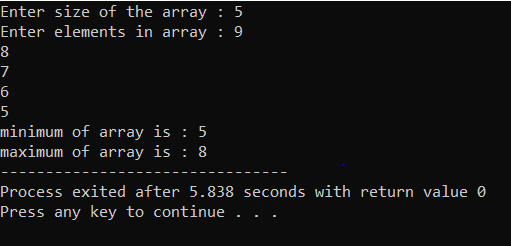 Enter size of the array : 5
Enter elements in array : 9
8
7
6
5
minimum of array is : 5
maximum of array is : 8
--------------------------------
Process exited after 5.838 seconds with return value 0
Press any key to continue . . .